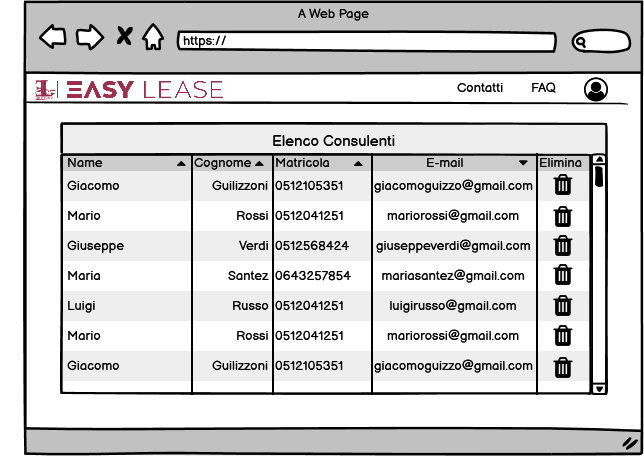 A Web Page
https://
EASY LEASE
Contatti FAQ
Elenco Consulenti
Name Cognome Matricola E-mail Elimina
Giacomo Guilizzoni 0512105351 giacomoguizzo@gmail.com
Mario Rossi 0512041251 mariorossi@gmail.com
Giuseppe Verdi 0512568424 giuseppeverdi@gmail.com
Maria Santez 0643257854 mariasantez@gmail.com
Luigi Russo 0512041251 luigirusso@gmail.com
Mario Rossi 0512041251 mariorossi@gmail.com
Giacomo Guilizzoni 0512105351 giacomoguizzo@gmail.com